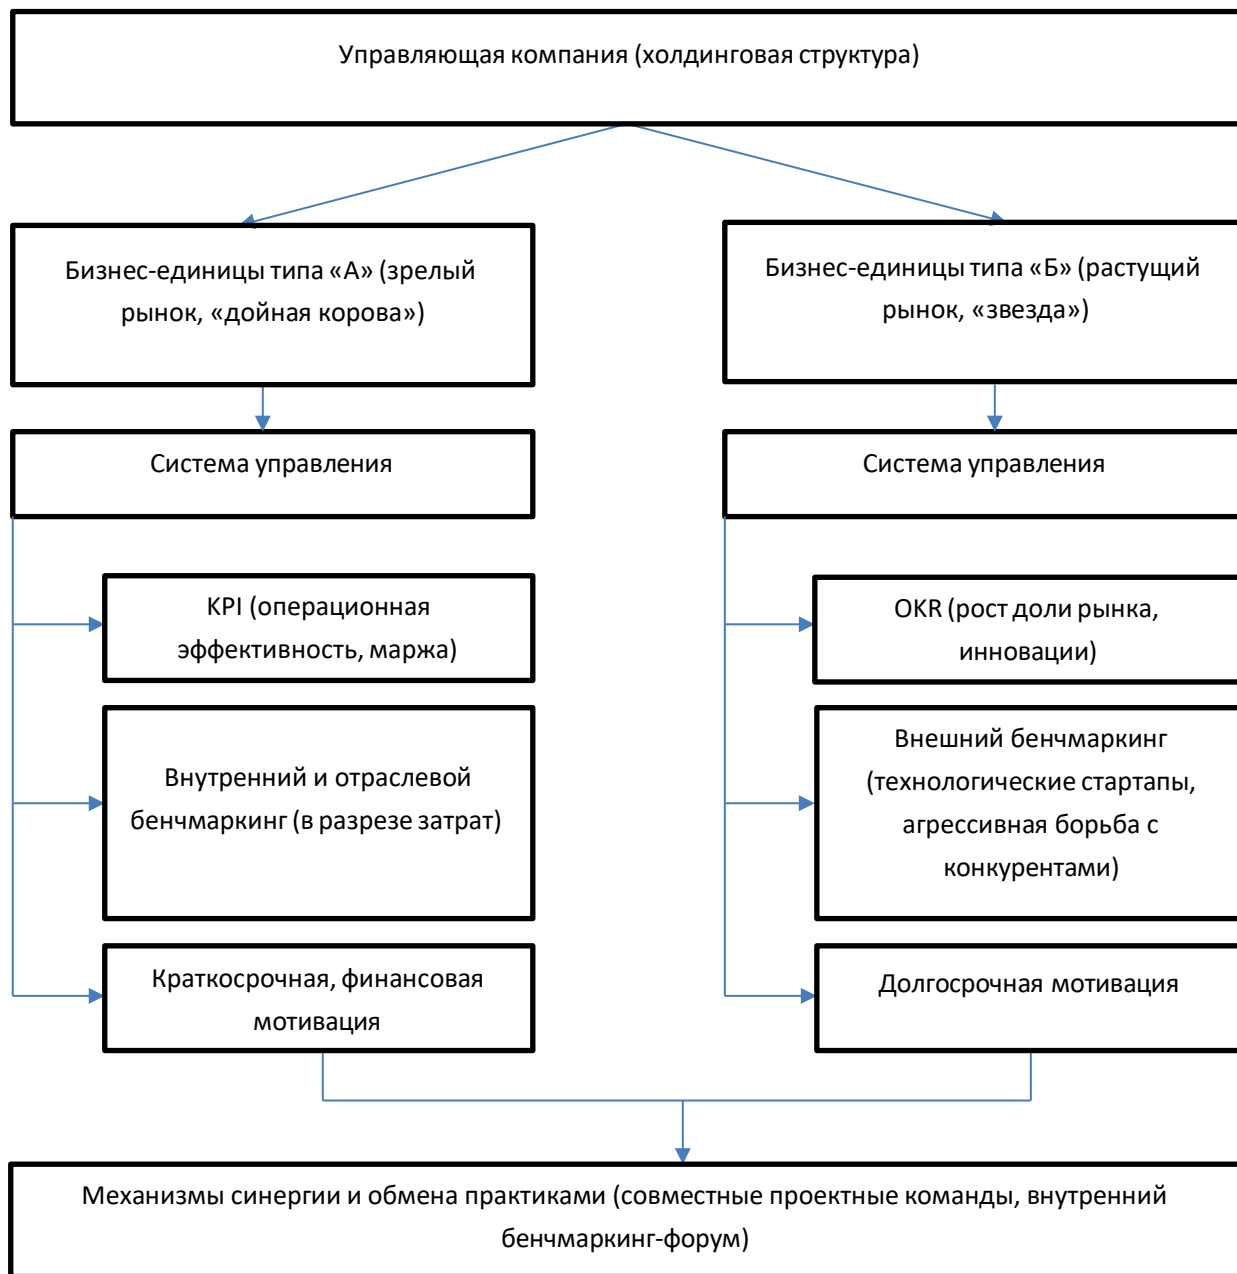 Управляющая компания (холдинговая структура)
Бизнес-единицы типа «А» (зрелый
рынок, «дойная корова»)
Бизнес-единицы типа «Б» (растущий
рынок, «звезда»)
Система управления
Система управления
KPI (операционная
эффективность, маржа)
OKR (рост доли рынка,
инновации)
Внутренний и отраслевой
бенчмаркинг (в разрезе затрат)
Внешний бенчмаркинг
(технологические стартапы,
агрессивная борьба с
конкурентами)
Краткосрочная, финансовая
мотивация
Долгосрочная мотивация
Механизмы синергии и обмена практиками (совместные проектные команды, внутренний
бенчмаркинг-форум)